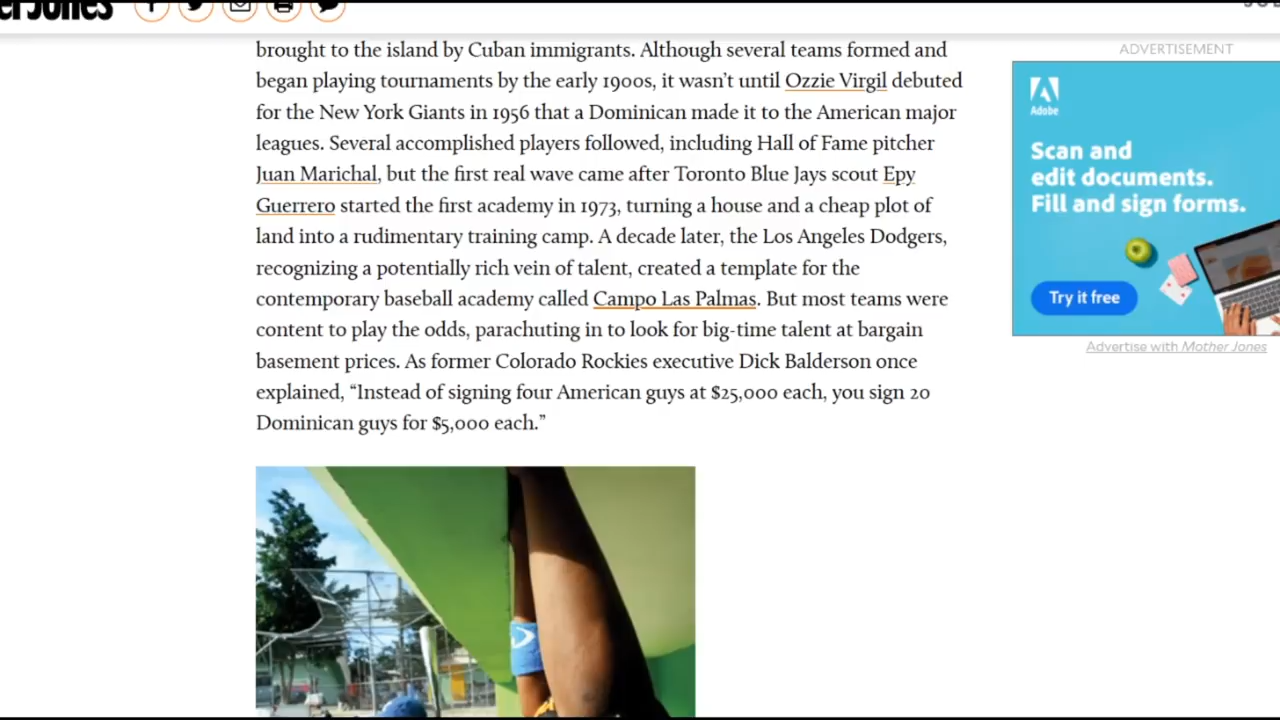 er Jones
brought to the island by Cuban immigrants. Although several teams formed and
began playing tournaments by the early 1900s, it wasn’t until Ozzie Virgil debuted
for the New York Giants in 1956 that a Dominican made it to the American major
leagues. Several accomplished players followed, including Hall of Fame pitcher
Juan Marichal, but the first real wave came after Toronto Blue Jays scout Epy
Guerrero started the first academy in 1973, turning a house and a cheap plot of
land into a rudimentary training camp. A decade later, the Los Angeles Dodgers,
recognizing a potentially rich vein of talent, created a template for the
contemporary baseball academy called Campo Las Palmas. But most teams were
content to play the odds, parachuting in to look for big-time talent at bargain
basement prices. As former Colorado Rockies executive Dick Balderson once
explained, “Instead of signing four American guys at $25,000 each, you sign 20
Dominican guys for $5,000 each.”
ADVERTISEMENT
Adobe
Scan and
edit documents.
Fill and sign forms.
Try it free
Advertise with Mother Jones